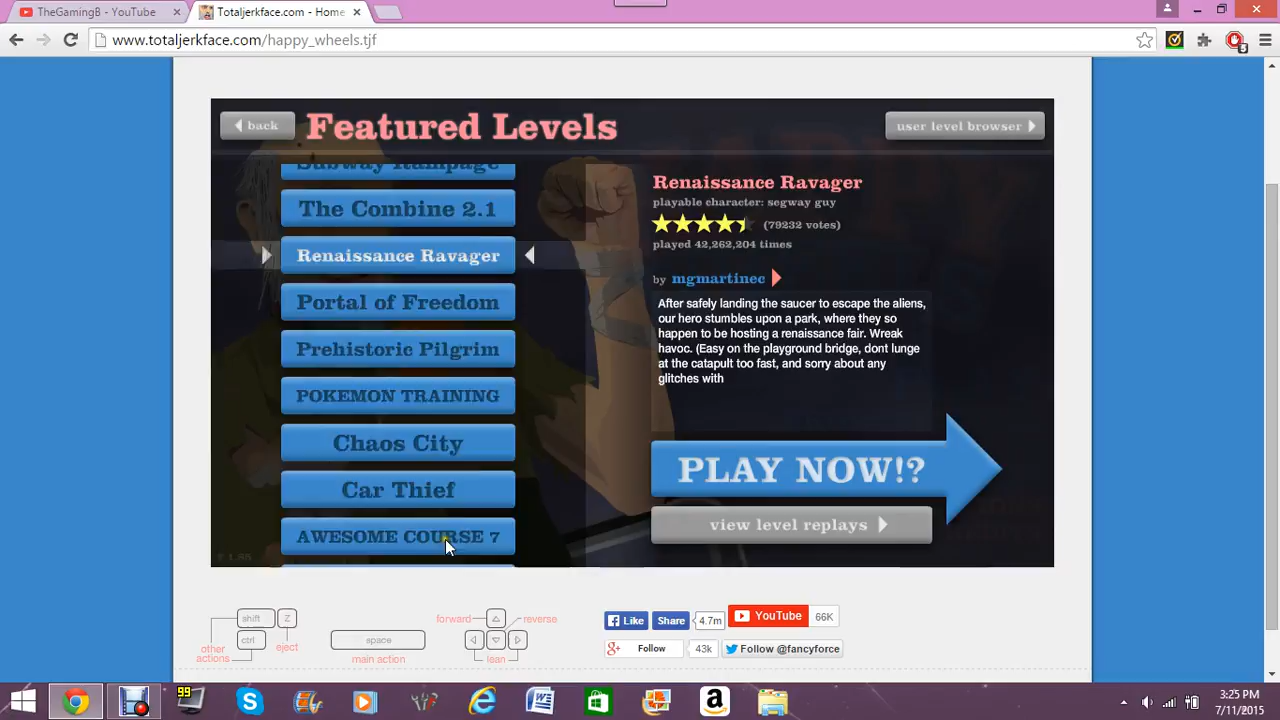 TheGamingB - YouTube
Totaljerkface.com - Home
www.totaljerkface.com/happy_wheels.tjf
back
Featured Levels
user level browser
Subway Rampage
The Combine 2.1
Renaissance Ravager
Portal of Freedom
Prehistoric Pilgrim
POKEMON TRAINING
Chaos City
Car Thief
AWESOME COURSE 7
Renaissance Ravager
playable character: segway guy
(79232 votes)
played 42,262,204 times
by mgmartinec
After safely landing the saucer to escape the aliens,
our hero stumbles upon a park, where they so
happen to be hosting a renaissance fair. Wreak
havoc. (Easy on the playground bridge, dont lunge
at the catapult too fast, and sorry about any
glitches with
PLAY NOW!?
view level replays
shift Z
ctrl
other
actions
eject
space
main action
forward
reverse
lean
Like Share 4.7m YouTube 66K
Follow 43k Follow @fancyforce
99
3:25 PM
7/11/2015